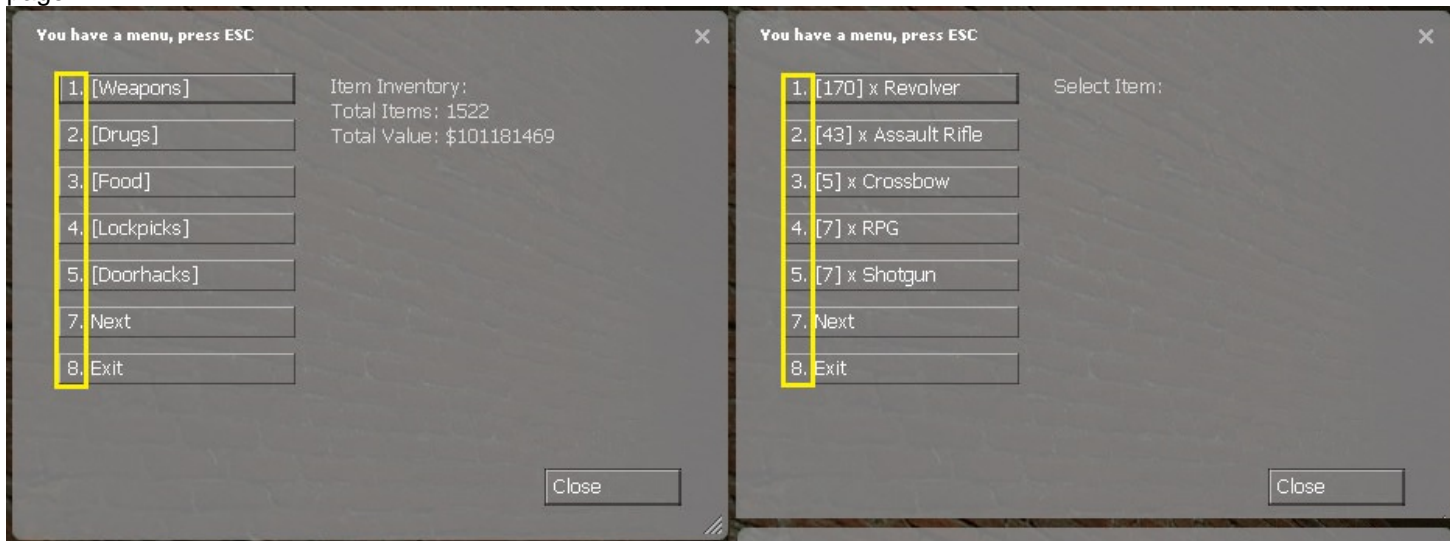 You have a menu, press ESC
1. [Weapons]
2. [Drugs]
3. [Food]
4. [Lockpicks]
5. [Doorhacks]
7. Next
8. Exit
Item Inventory:
Total Items: 1522
Total Value: $101181469
Close
You have a menu, press ESC
1. [170] x Revolver
2. [43] x Assault Rifle
3. [5] x Crossbow
4. [7] x RPG
5. [7] x Shotgun
7. Next
8. Exit
Select Item:
Close